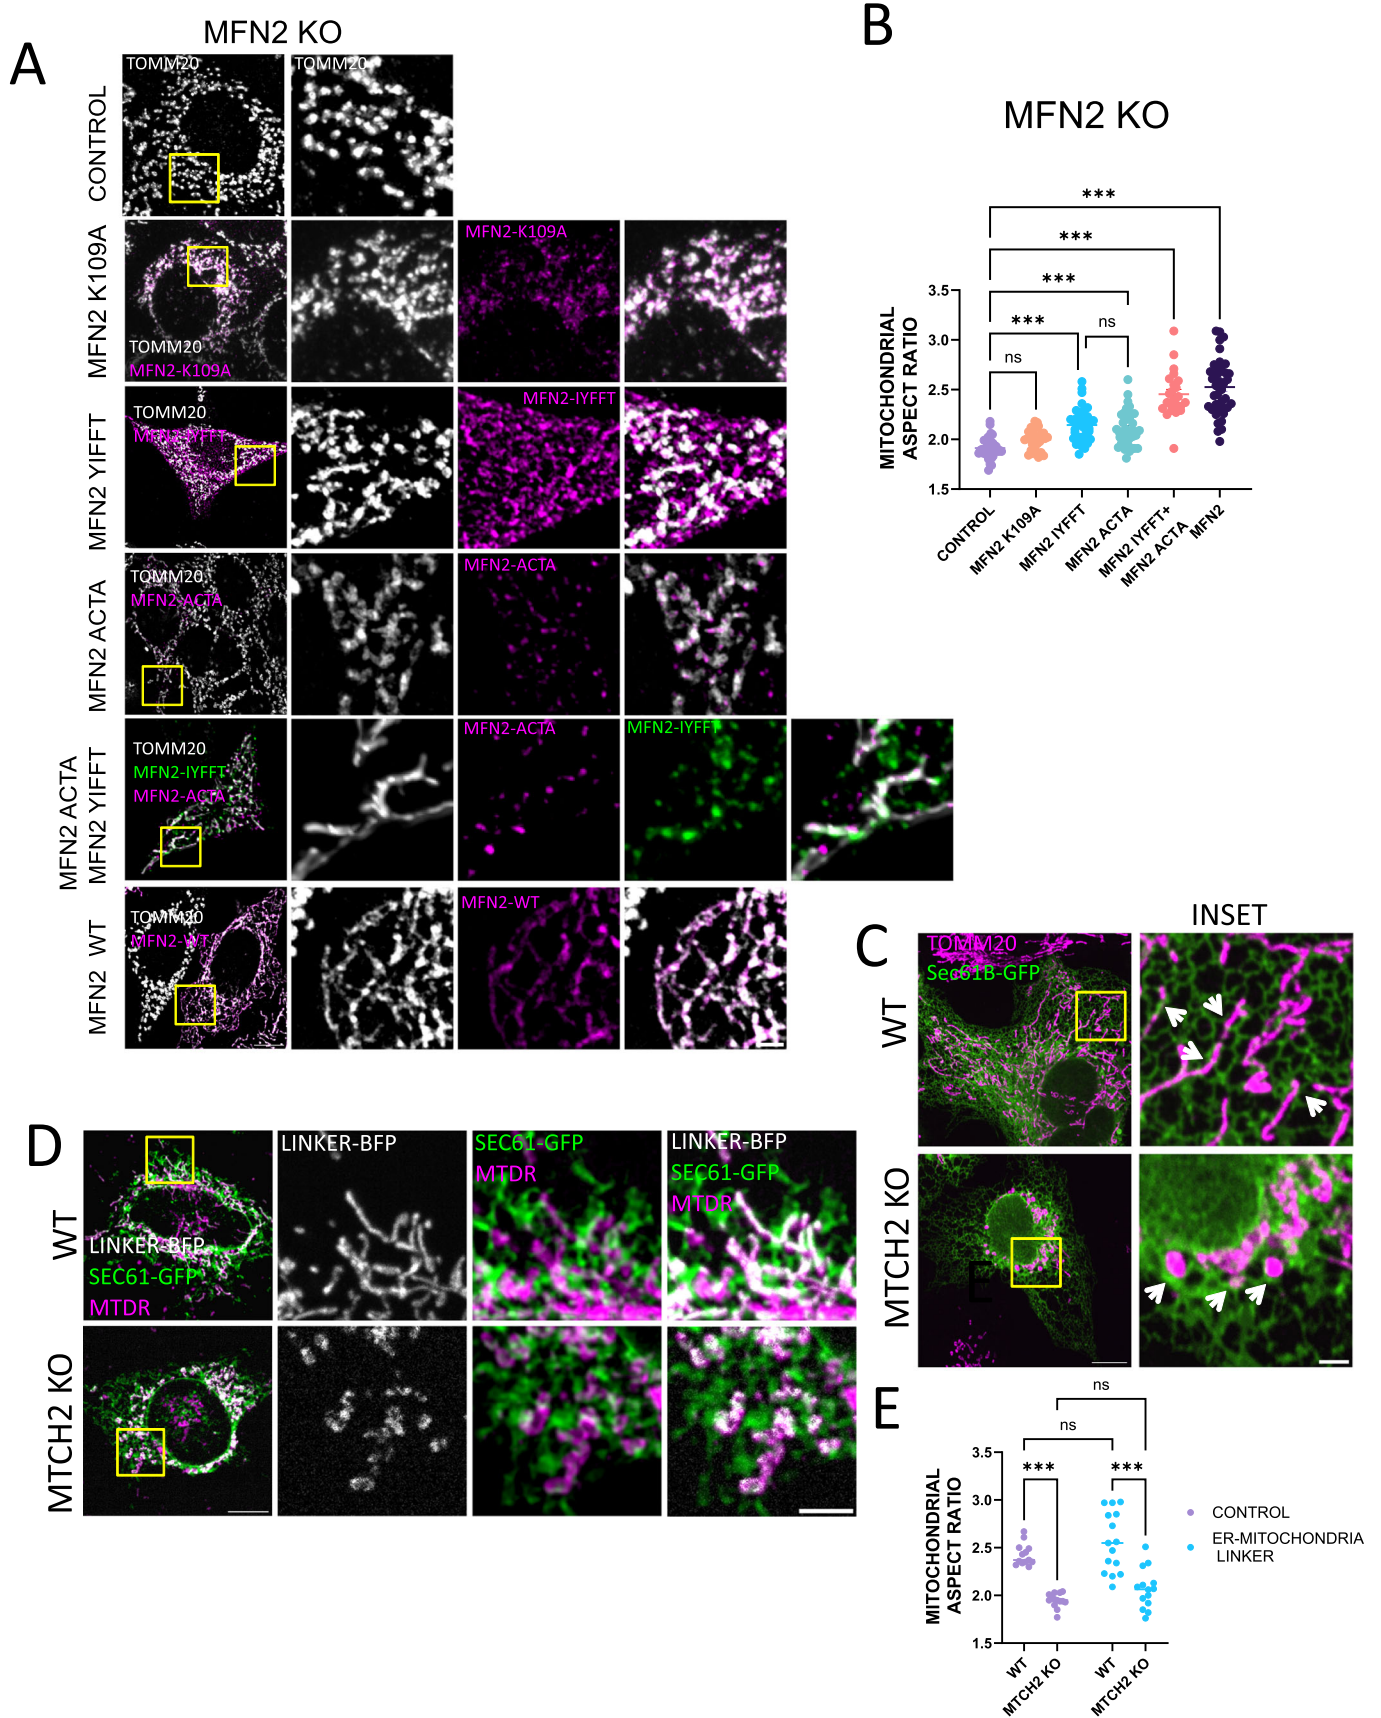 A
MFN2 KO
CONTROL
TOMM20
TOMM20
MFN2 K109A
TOMM20
MFN2-K109A
MFN2-K109A
MFN2 YIFFT
TOMM20
MFN2-IYFFT
MFN2-IYFFT
MFN2 ACTA
TOMM20
MFN2-ACTA
MFN2-ACTA
MFN2 ACTA
MFN2 YIFFT
TOMM20
MFN2-IYFFT
MFN2-ACTA
MFN2-ACTA
MFN2-IYFFT
MFN2 WT
TOMM20
MFN2-WT
MFN2-WT
B
MFN2 KO
***
***
***
***
ns
ns
MITOCHONDRIAL
ASPECT RATIO
3.5
3.0
2.5
2.0
1.5
CONTROL
MFN2 K109A
MFN2 IYFFT
MFN2 ACTA
MFN2 IYFFT+
MFN2 ACTA
MFN2
C
INSET
WT
TOMM20
Sec61B-GFP
MTCH2 KO
E
D
WT
LINKER-BFP
SEC61-GFP
MTDR
LINKER-BFP
SEC61-GFP
MTDR
LINKER-BFP
SEC61-GFP
MTDR
MTCH2 KO
E
ns
ns
***
***
MITOCHONDRIAL
ASPECT RATIO
3.5
3.0
2.5
2.0
1.5
WT
MTCH2 KO
WT
MTCH2 KO
CONTROL
ER-MITOCHONDRIA
LINKER